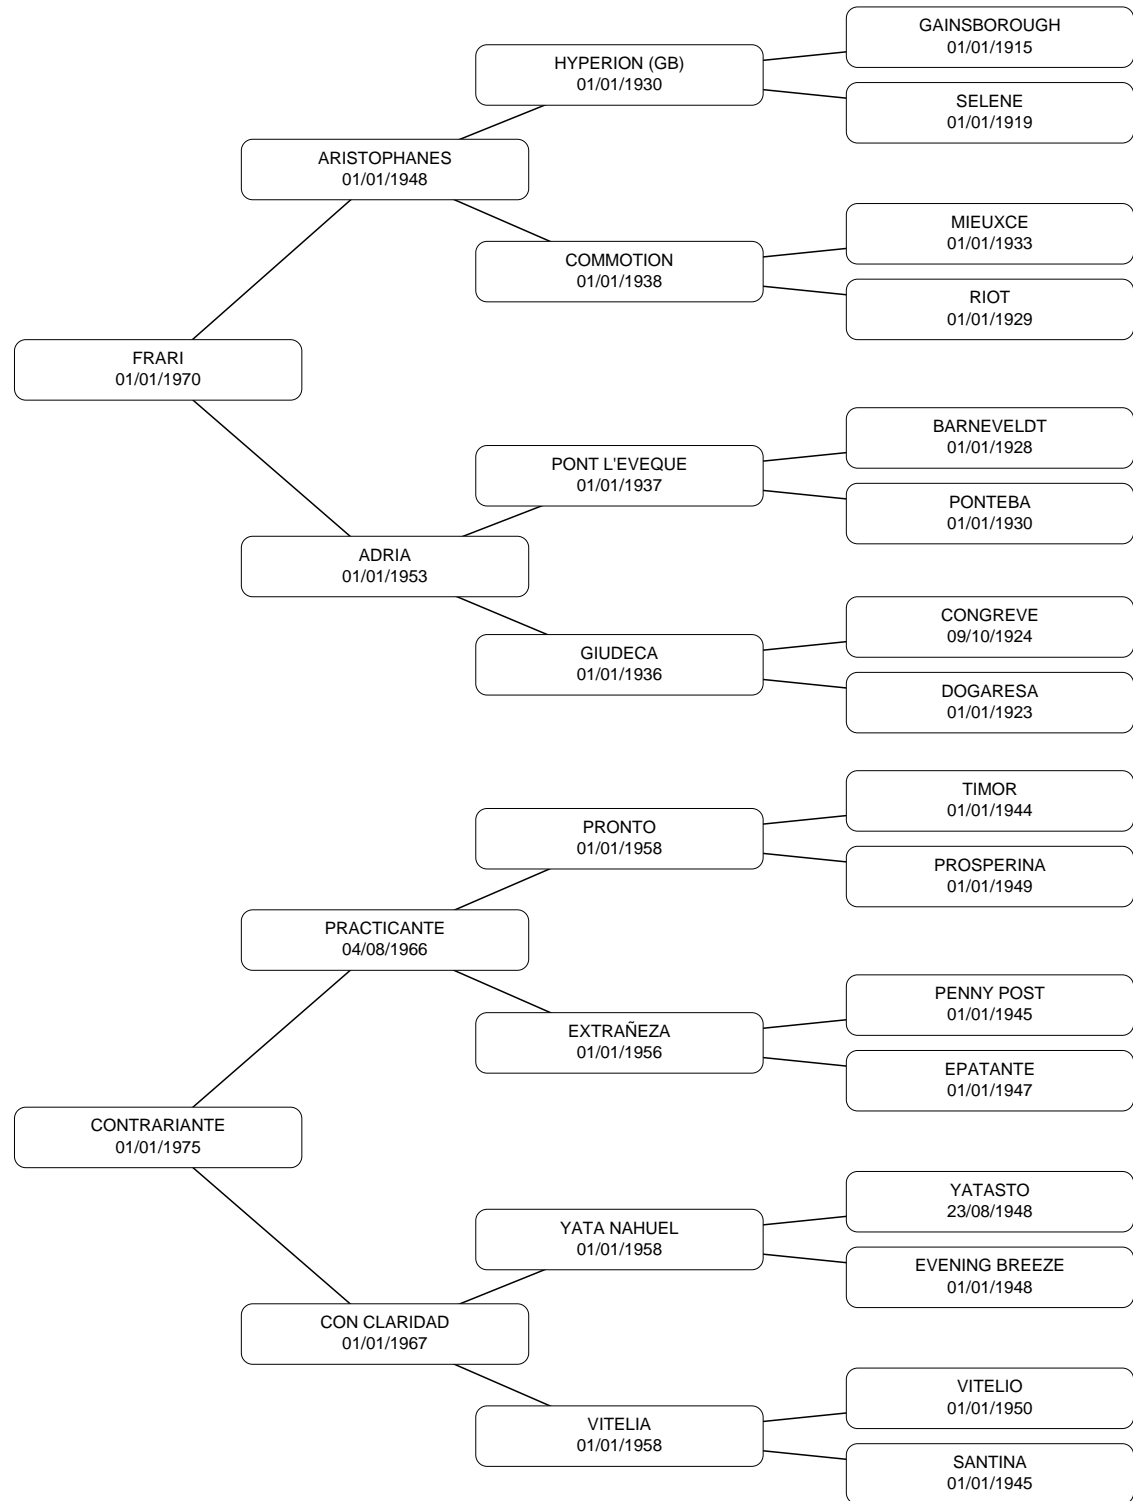 GAINSBOROUGH
01/01/1915
HYPERION (GB)
01/01/1930
SELENE
01/01/1919
ARISTOPHANES
01/01/1948
MIEUXCE
01/01/1933
COMMOTION
01/01/1938
RIOT
01/01/1929
FRARI
01/01/1970
BARNEVELDT
01/01/1928
PONT L'EVEQUE
01/01/1937
PONTEBA
01/01/1930
ADRIA
01/01/1953
CONGREVE
09/10/1924
GIUDECA
01/01/1936
DOGARESA
01/01/1923
TIMOR
01/01/1944
PRONTO
01/01/1958
PROSPERINA
01/01/1949
PRACTICANTE
04/08/1966
PENNY POST
01/01/1945
EXTRAÑEZA
01/01/1956
EPATANTE
01/01/1947
CONTRARIANTE
01/01/1975
YATASTO
23/08/1948
YATA NAHUEL
01/01/1958
EVENING BREEZE
01/01/1948
CON CLARIDAD
01/01/1967
VITELIO
01/01/1950
VITELIA
01/01/1958
SANTINA
01/01/1945